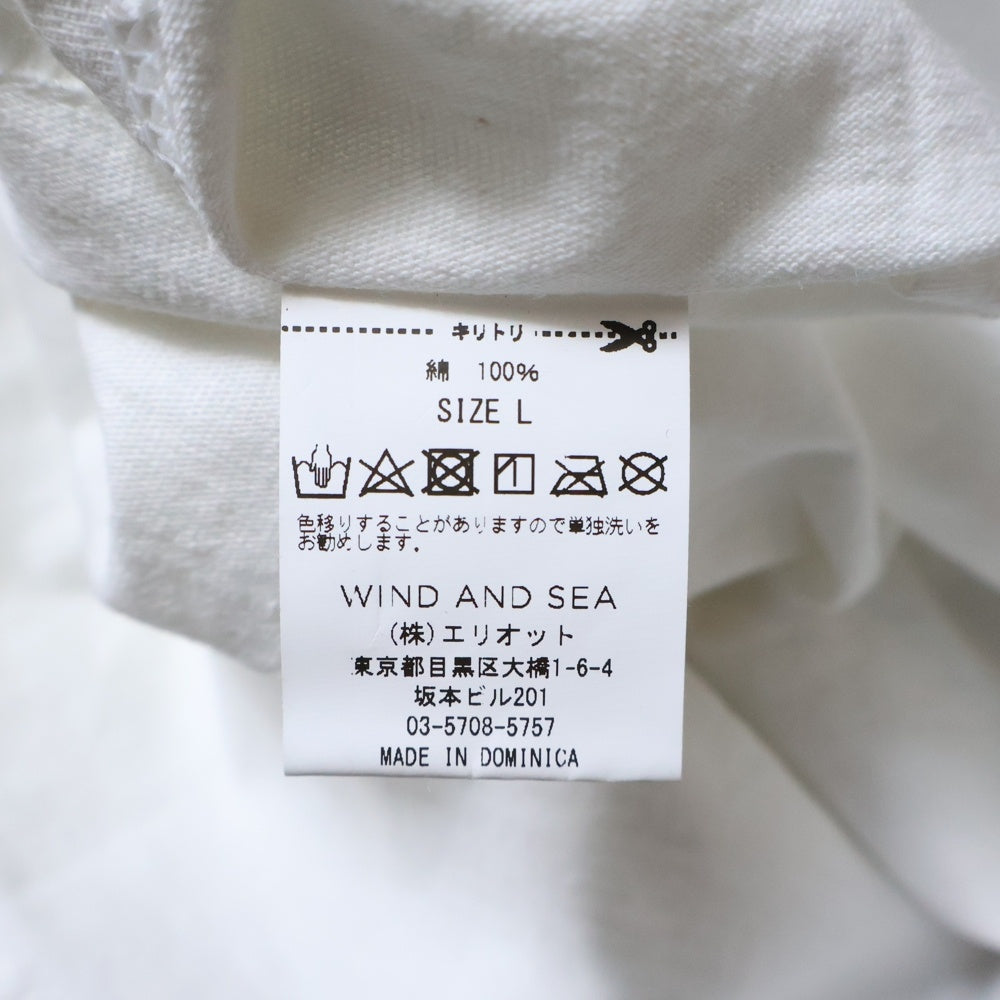 キリトリ
綿 100%
SIZE L
色移りすることがありますので単独洗いを
お勧めします.
WIND AND SEA
(株)エリオット
東京都目黒区大橋1-6-4
坂本ビル201
03-5708-5757
MADE IN DOMINICA